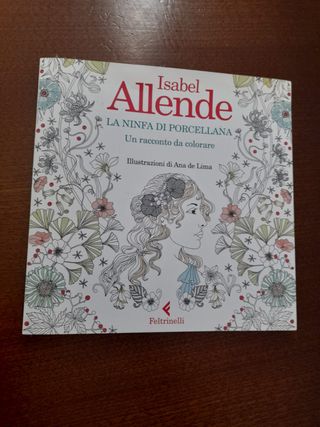 Isabel
Allende
LA NINFA DI PORCELLANA
Un racconto da colorare
Illustrazioni di Ana de Lima
Feltrinelli